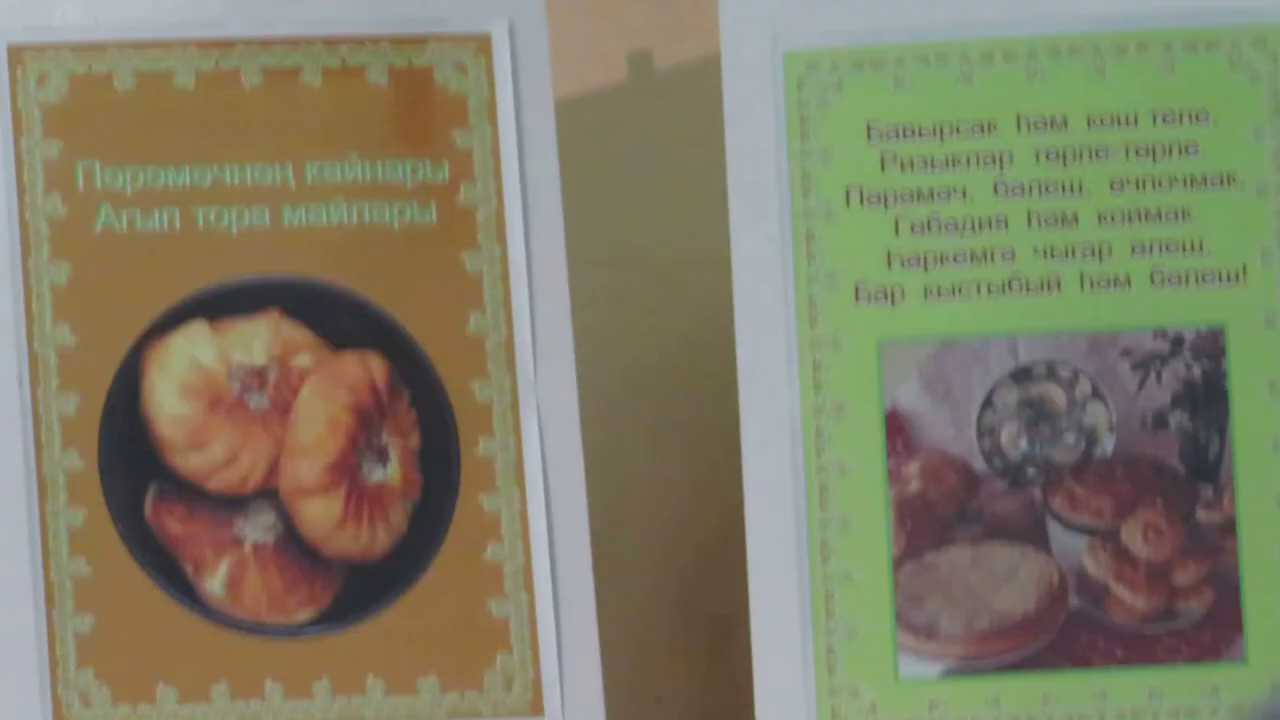 Пәрәмәчнең кайнары
Агып тора майлары
Бавырсак һәм кош теле,
Ризыклар төрле-төрле.
Пәрәмәч, бәлеш, өчпочмак,
Гөбәдия һәм коймак.
Һәркемгә чыгар өлеш,
Бар кыстыбый һәм бәлеш!